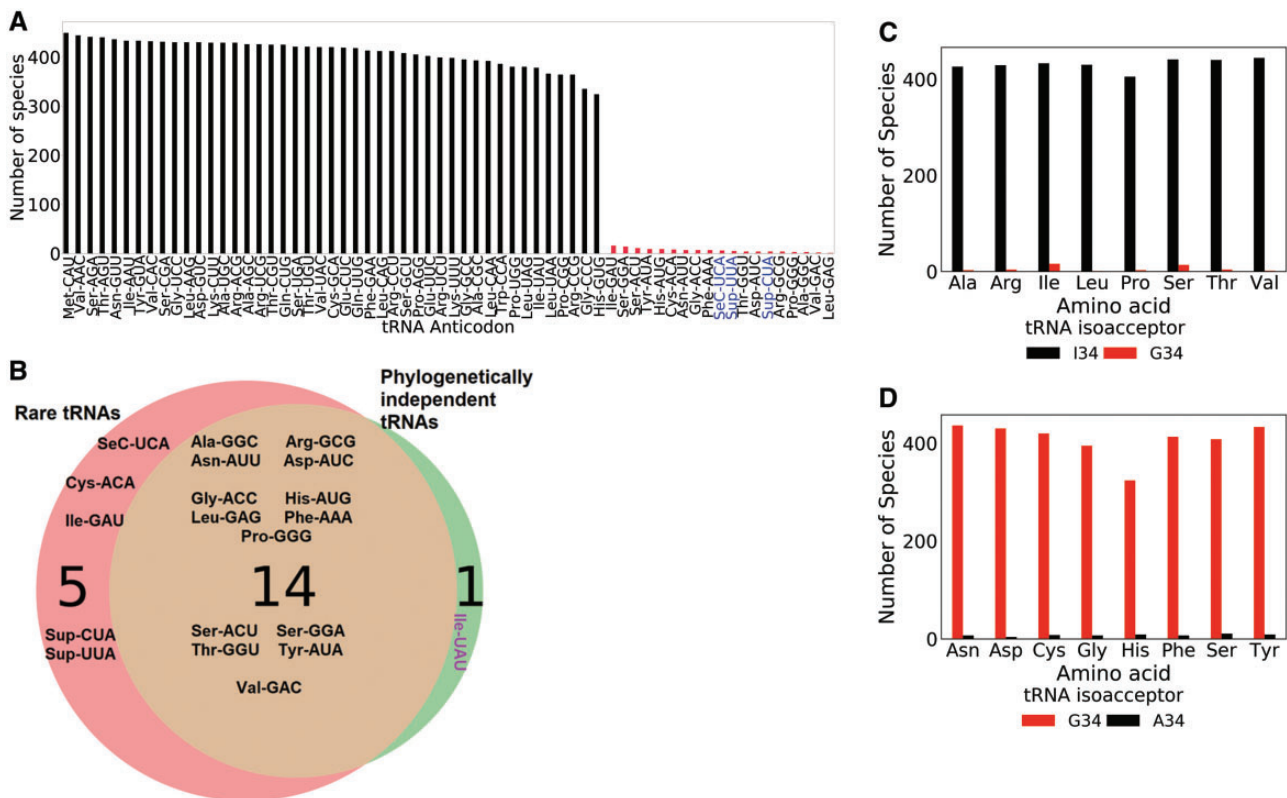 A
Number of species
400
300
200
100
0
Met-CAU
Val-AAC
Ser-AGA
Thr-AGU
Asn-GUU
Ile-AAU
Tyr-GUA
Val-CAC
Ser-CGA
Gly-UCC
Leu-AAG
Asp-GUC
Lys-CUU
Ala-UGC
Arg-ACG
Ala-AGC
Arg-UCG
Thr-CGU
Gln-CUG
Ser-UGA
Thr-UGU
Val-UAC
Cys-GCA
Glu-CUC
Gln-UUG
Phe-GAA
Leu-CAG
Arg-CCU
Ser-GCU
Pro-AGG
Glu-UUC
Arg-UCU
Lys-UUU
Gly-GCC
Ala-CGC
Leu-CAA
Trp-CCA
Pro-UGG
Leu-UAG
Ile-UAU
Leu-UAA
Pro-CGG
Arg-CCG
Gly-CCC
His-GUG
Ile-GAU
Ser-GGA
Ser-ACU
Tyr-AUA
His-AUG
Cys-ACA
Asn-AUU
Gly-ACC
Phe-AAA
SeC-UCA
Sup-UUA
Thr-GGU
Asp-AUC
Sup-CUA
Arg-GCG
Pro-GGG
Ala-GGC
Val-GAC
Leu-GAG
tRNA Anticodon
B
Rare tRNAs
Phylogenetically
independent
tRNAs
SeC-UCA
Cys-ACA
Ile-GAU
5
Sup-CUA
Sup-UUA
Ala-GGC Arg-GCG
Asn-AUU Asp-AUC
Gly-ACC His-AUG
Leu-GAG Phe-AAA
Pro-GGG
14
Ser-ACU Ser-GGA
Thr-GGU Tyr-AUA
Val-GAC
1
Ile-UAU
C
Number of Species
400
200
0
Ala Arg Ile Leu Pro Ser Thr Val
Amino acid
tRNA isoacceptor
I34 G34
D
Number of Species
400
200
0
Asn Asp Cys Gly His Phe Ser Tyr
Amino acid
tRNA isoacceptor
G34 A34